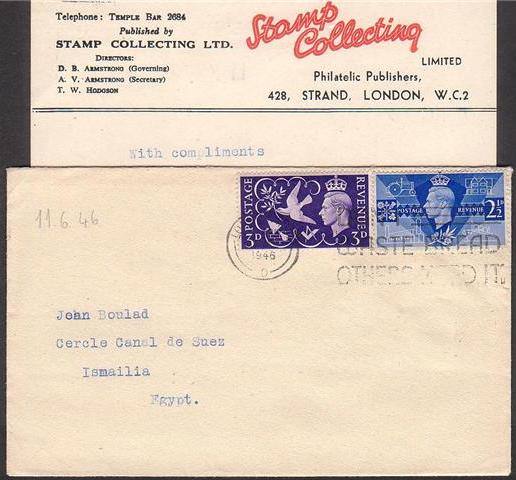 Telephone: TEMPLE BAR 2684
Published by
STAMP COLLECTING LTD.
DIRECTORS:
D. B. ARMSTRONG (Governing)
A. V. ARMSTRONG (Secretary)
T. W. HODGSON
Stamp
Collecting
LIMITED
Philatelic Publishers,
428, STRAND, LONDON, W.C.2
With compliments
11.6.46
POSTAGE
REVENUE
3D
3D
POSTAGE
REVENUE
2½D
1946
WASTE BREAD
OTHERS NEED IT.
Jean Boulad
Cercle Canal de Suez
Ismailia
Egypt.